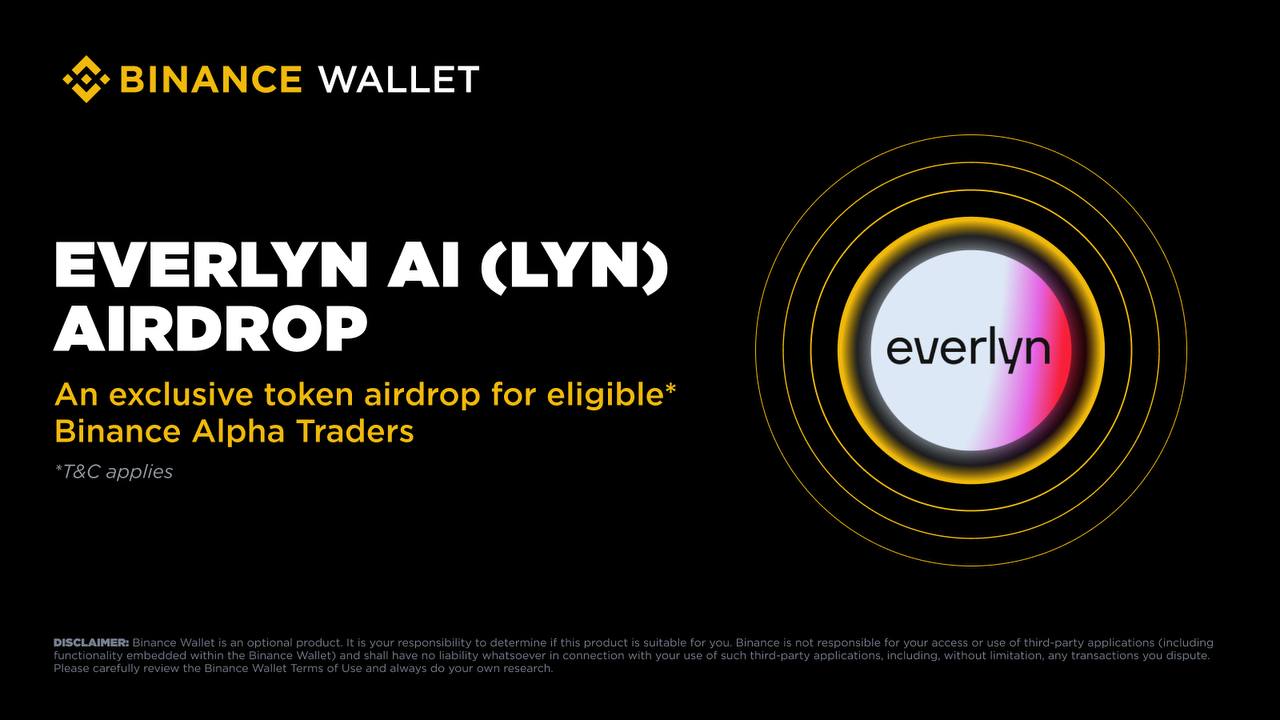 BINANCE WALLET
EVERLYN AI (LYN)
AIRDROP
An exclusive token airdrop for eligible*
Binance Alpha Traders
*T&C applies
everlyn
DISCLAIMER: Binance Wallet is an optional product. It is your responsibility to determine if this product is suitable for you. Binance is not responsible for your access or use of third-party applications (including
functionality embedded within the Binance Wallet) and shall have no liability whatsoever in connection with your use of such third-party applications, including, without limitation, any transactions you dispute.
Please carefully review the Binance Wallet Terms of Use and always do your own research.